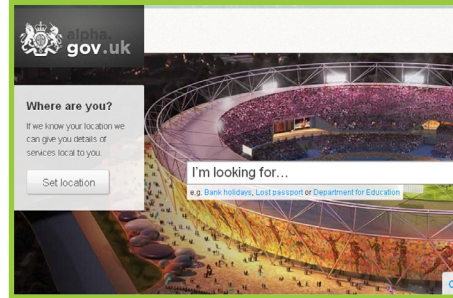 alpha.
gov.uk
Where are you?
If we know your location we
can give you details of
services local to you.
Set location
I'm looking for...
e.g. Bank holidays, Lost passport or Department for Education